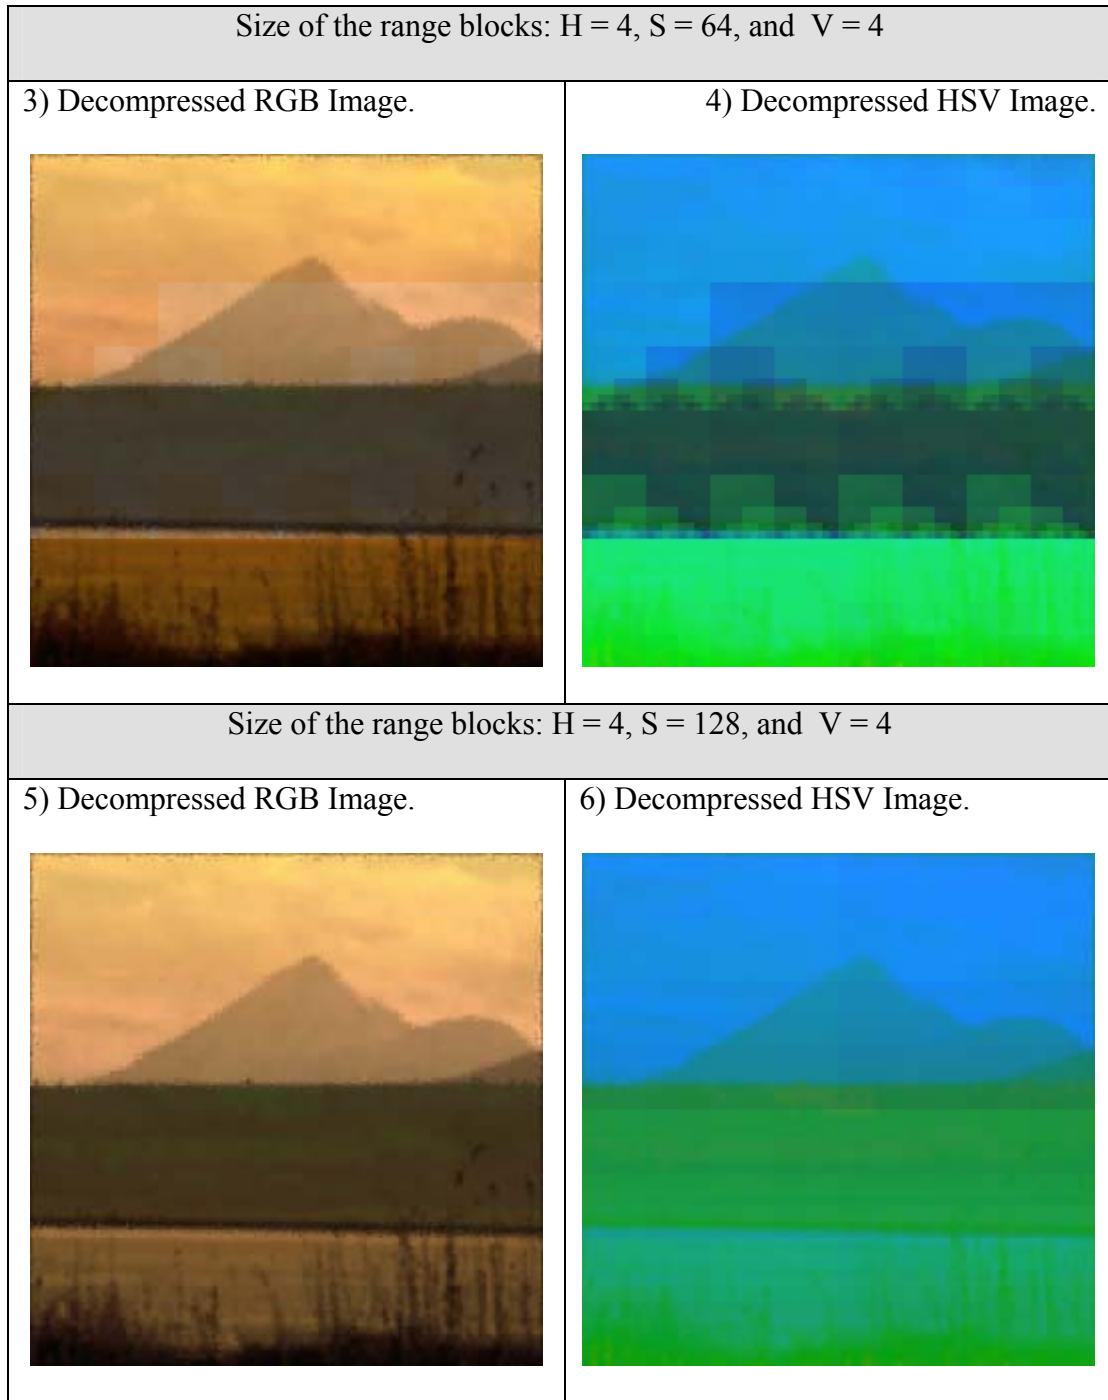 Size of the range blocks: H = 4, S = 64, and V = 4
3) Decompressed RGB Image.
4) Decompressed HSV Image.
Size of the range blocks: H = 4, S = 128, and V = 4
5) Decompressed RGB Image.
6) Decompressed HSV Image.